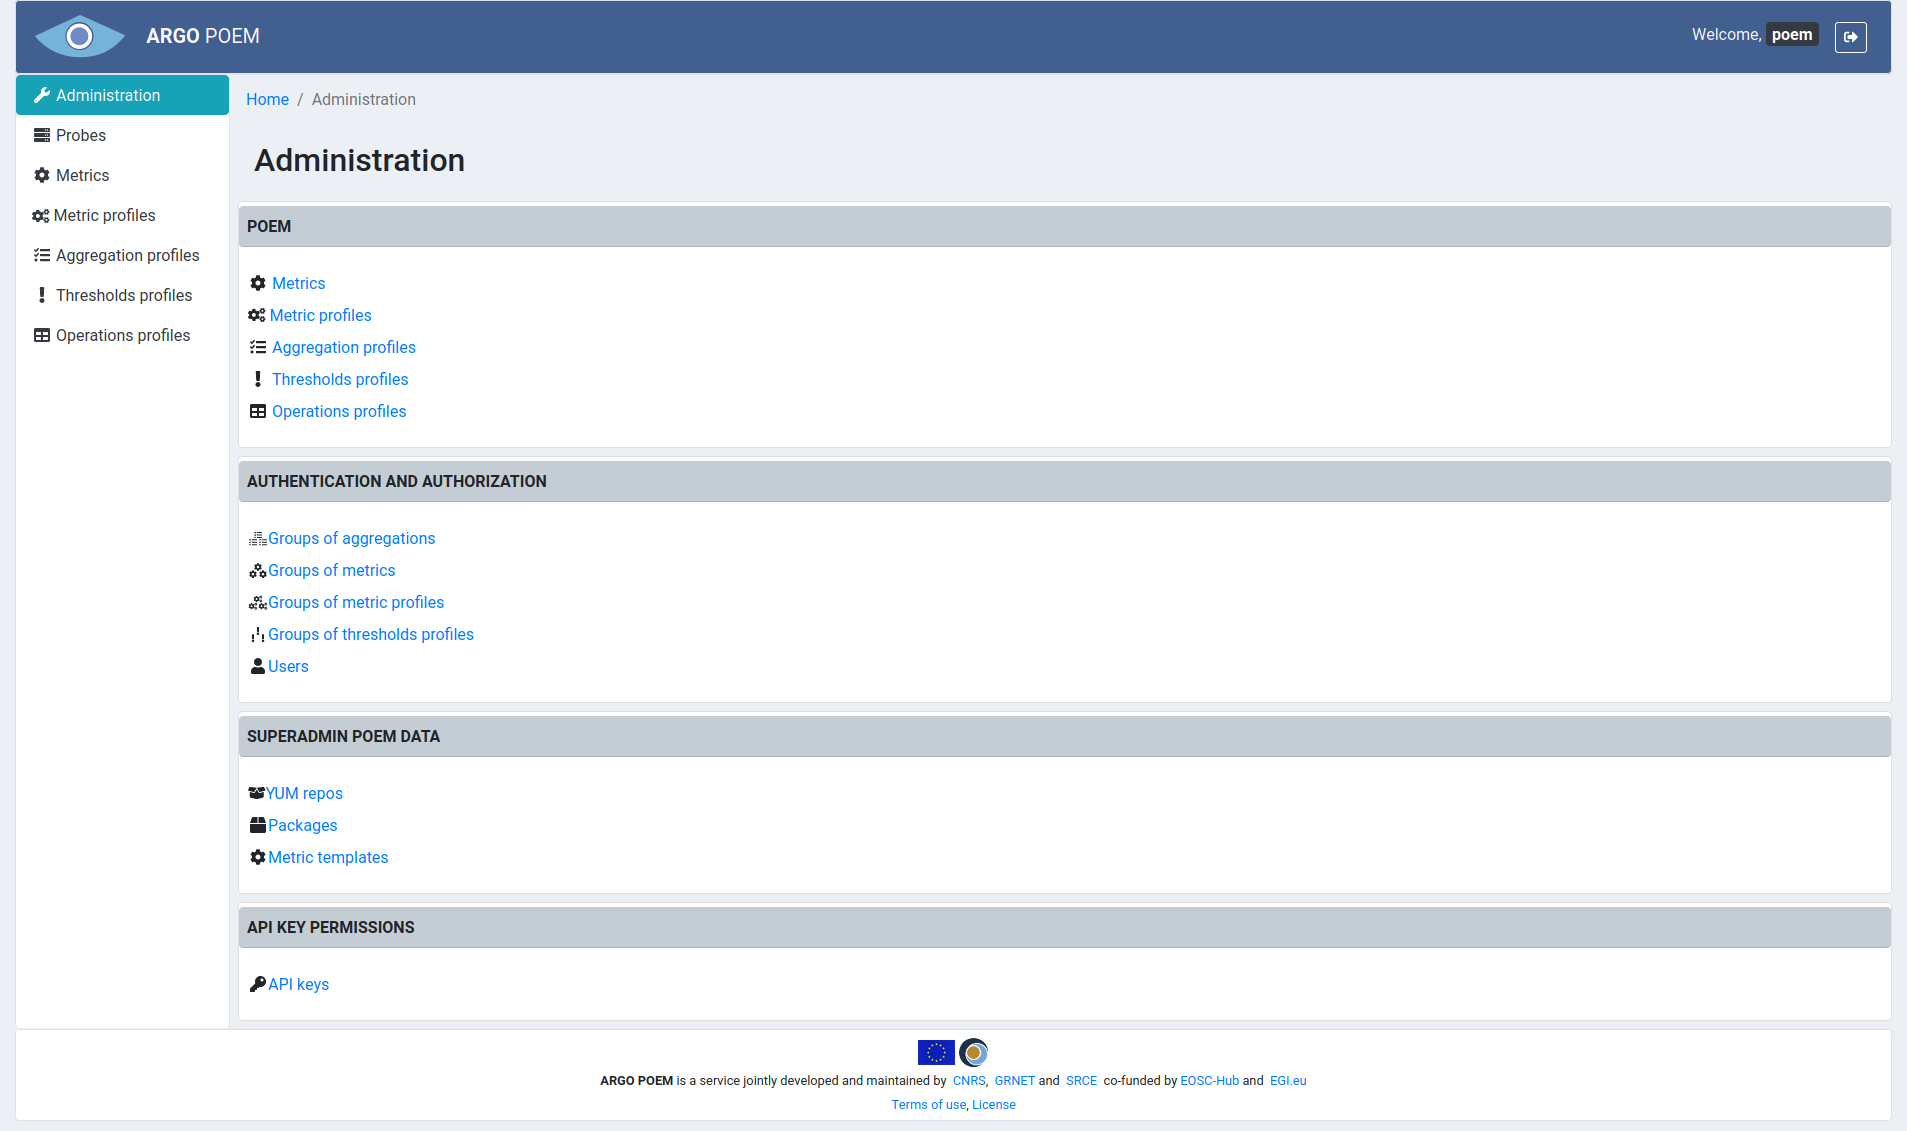 ARGO POEM
Welcome, poem
Administration
Probes
Metrics
Metric profiles
Aggregation profiles
Thresholds profiles
Operations profiles
Home / Administration
Administration
POEM
Metrics
Metric profiles
Aggregation profiles
Thresholds profiles
Operations profiles
AUTHENTICATION AND AUTHORIZATION
Groups of aggregations
Groups of metrics
Groups of metric profiles
Groups of thresholds profiles
Users
SUPERADMIN POEM DATA
YUM repos
Packages
Metric templates
API KEY PERMISSIONS
API keys
ARGO POEM is a service jointly developed and maintained by CNRS, GRNET and SRCE co-funded by EOSC-Hub and EGI.eu
Terms of use, License